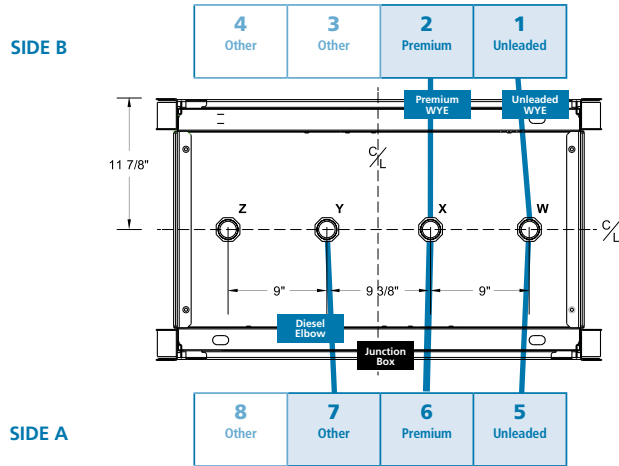 SIDE B
4
Other
3
Other
2
Premium
1
Unleaded
Premium
WYE
Unleaded
WYE
11 7/8"
C/L
Z
Y
X
W
C/L
9"
9 3/8"
9"
Diesel
Elbow
Junction
Box
SIDE A
8
Other
7
Other
6
Premium
5
Unleaded